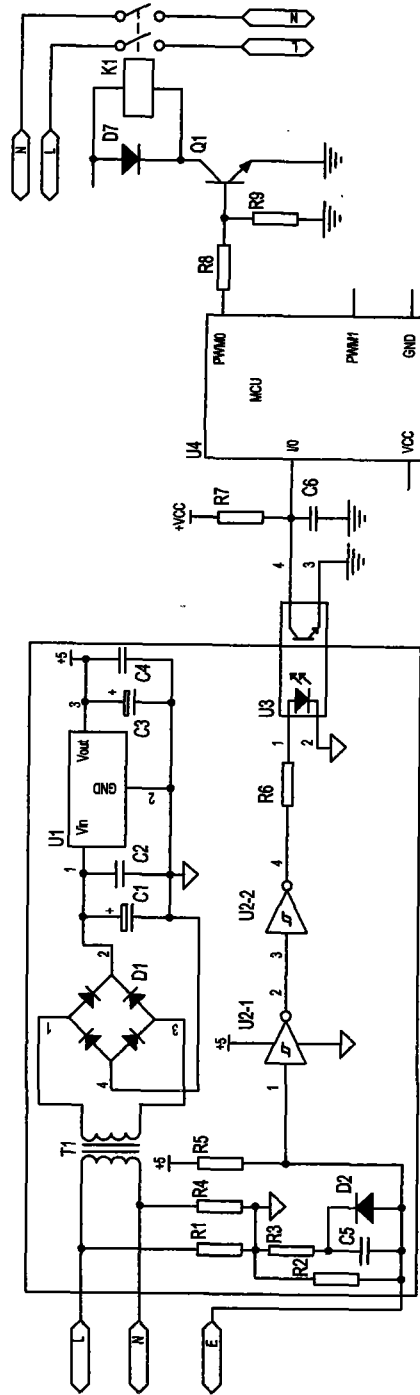 N
L
N
L
K1
D7
Q1
R8
R9
U4
PWM0
MCU
PWM1
I/0
VCC
GND
+VCC
R7
C6
4
3
U3
1
2
R6
+5
3
Vout
U1
GND
Vin
2
1
C4
C3
+
C2
C1
+
2
D1
1
3
4
T1
U2-2
4
3
U2-1
2
+5
1
+5
R5
R4
R1
R3
D2
C5
R2
L
N
E